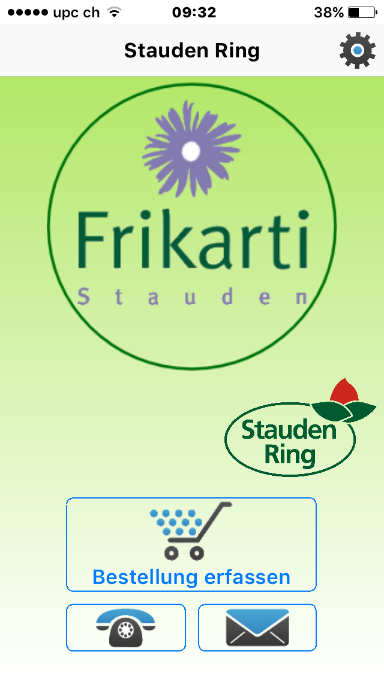 upc ch 09:32 38%
Stauden Ring
Frikarti
Stauden
Stauden
Ring
Bestellung erfassen